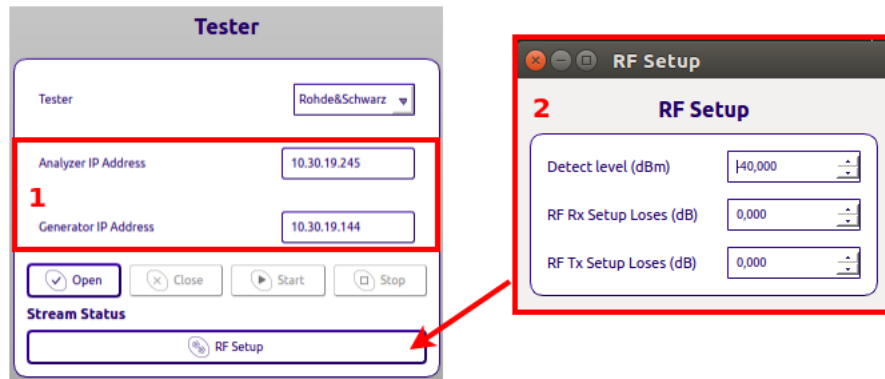 Tester
Tester Rohde&Schwarz
Analyzer IP Address 10.30.19.245
1
Generator IP Address 10.30.19.144
Open Close Start Stop
Stream Status
RF Setup
RF Setup
2 RF Setup
Detect level (dBm) -40,000
RF Rx Setup Loses (dB) 0,000
RF Tx Setup Loses (dB) 0,000